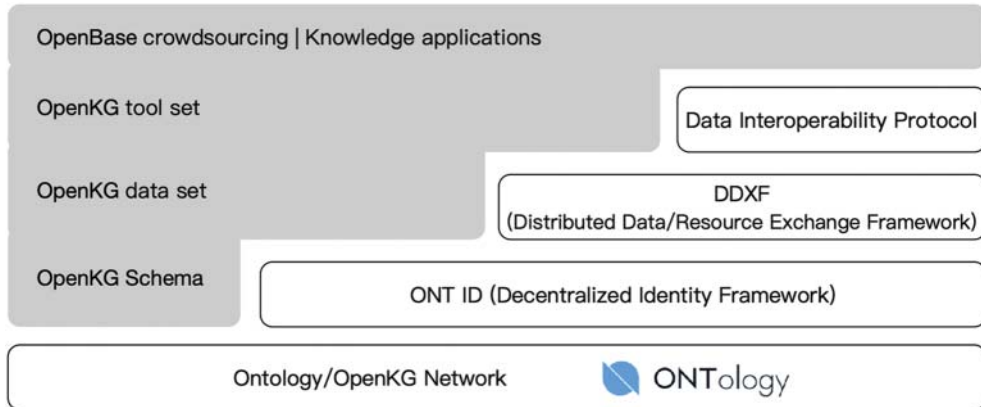 OpenBase crowdsourcing | Knowledge applications
OpenKG tool set
Data Interoperability Protocol
OpenKG data set
DDXF
(Distributed Data/Resource Exchange Framework)
OpenKG Schema
ONT ID (Decentralized Identity Framework)
Ontology/OpenKG Network
ONTology